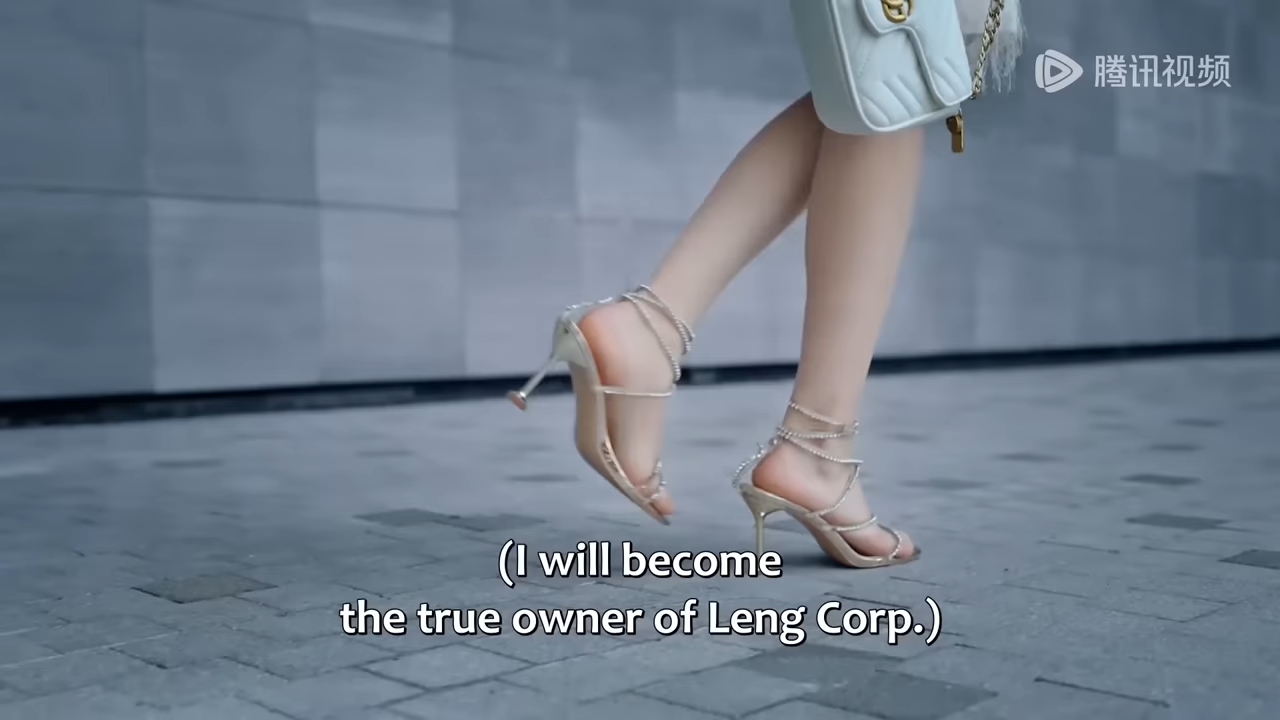 腾讯视频
(I will become
the true owner of Leng Corp.)